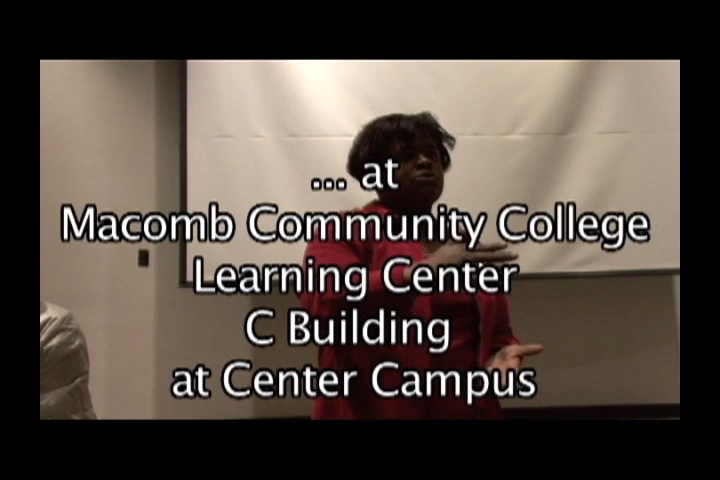 ... at
Macomb Community College
Learning Center
C Building
at Center Campus